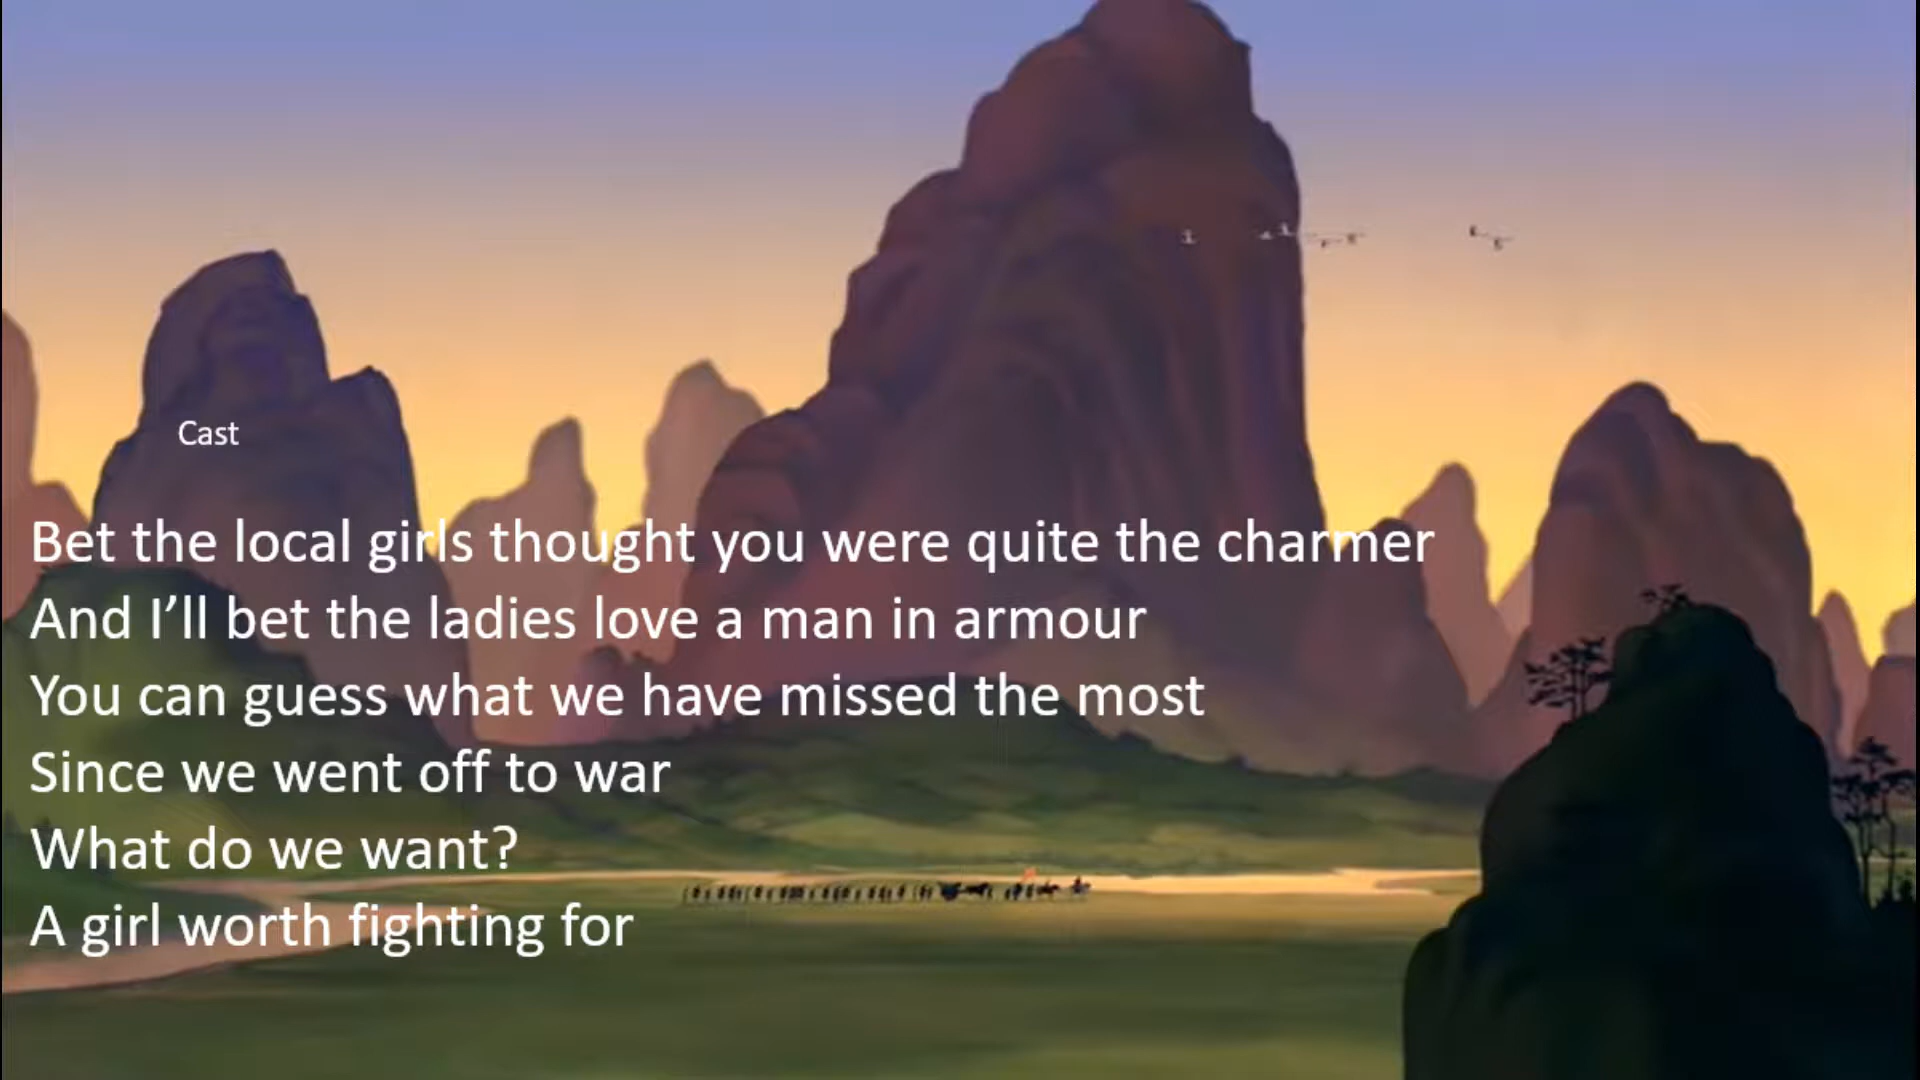 Cast
Bet the local girls thought you were quite the charmer
And I’ll bet the ladies love a man in armour
You can guess what we have missed the most
Since we went off to war
What do we want?
A girl worth fighting for